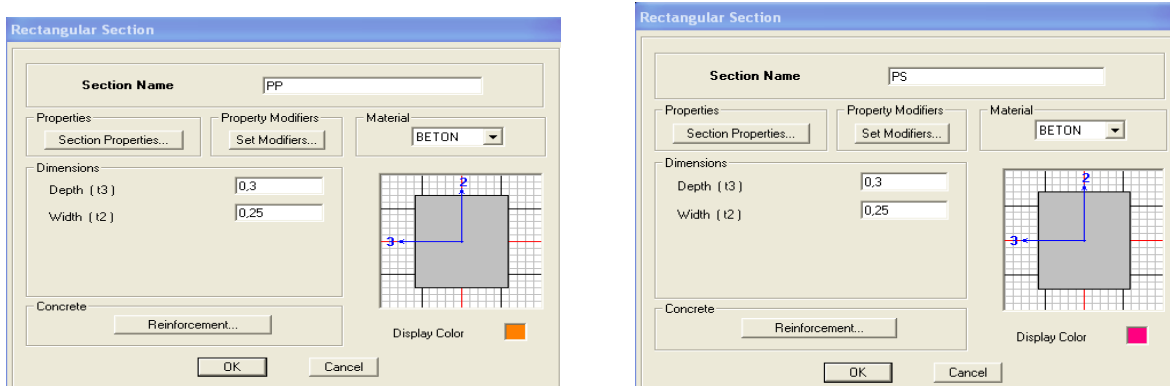 Rectangular Section
Section Name PP
Properties Property Modifiers Material
Section Properties... Set Modifiers... BETON
Dimensions
Depth ( t3 ) 0,3
Width ( t2 ) 0,25
2
3
Concrete
Reinforcement...
Display Color
OK Cancel
Rectangular Section
Section Name PS
Properties Property Modifiers Material
Section Properties... Set Modifiers... BETON
Dimensions
Depth ( t3 ) 0,3
Width ( t2 ) 0,25
2
3
Concrete
Reinforcement...
Display Color
OK Cancel